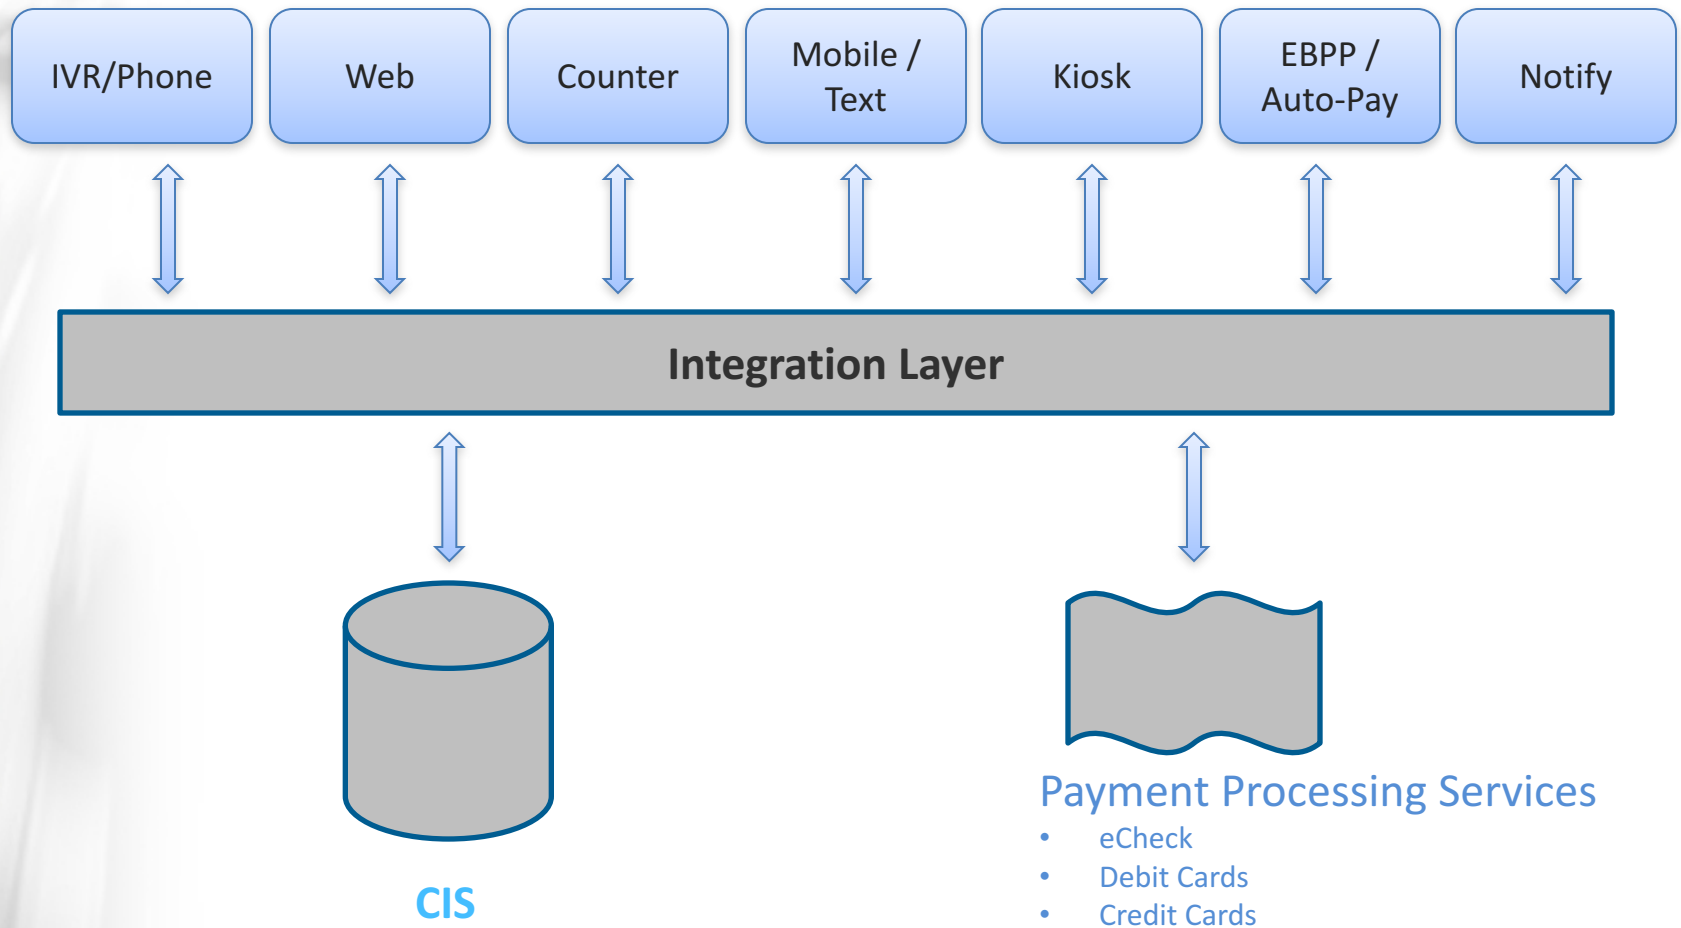 IVR/Phone
Web
Counter
Mobile /
Text
Kiosk
EBPP /
Auto-Pay
Notify
Integration Layer
CIS
Payment Processing Services
• eCheck
• Debit Cards
• Credit Cards